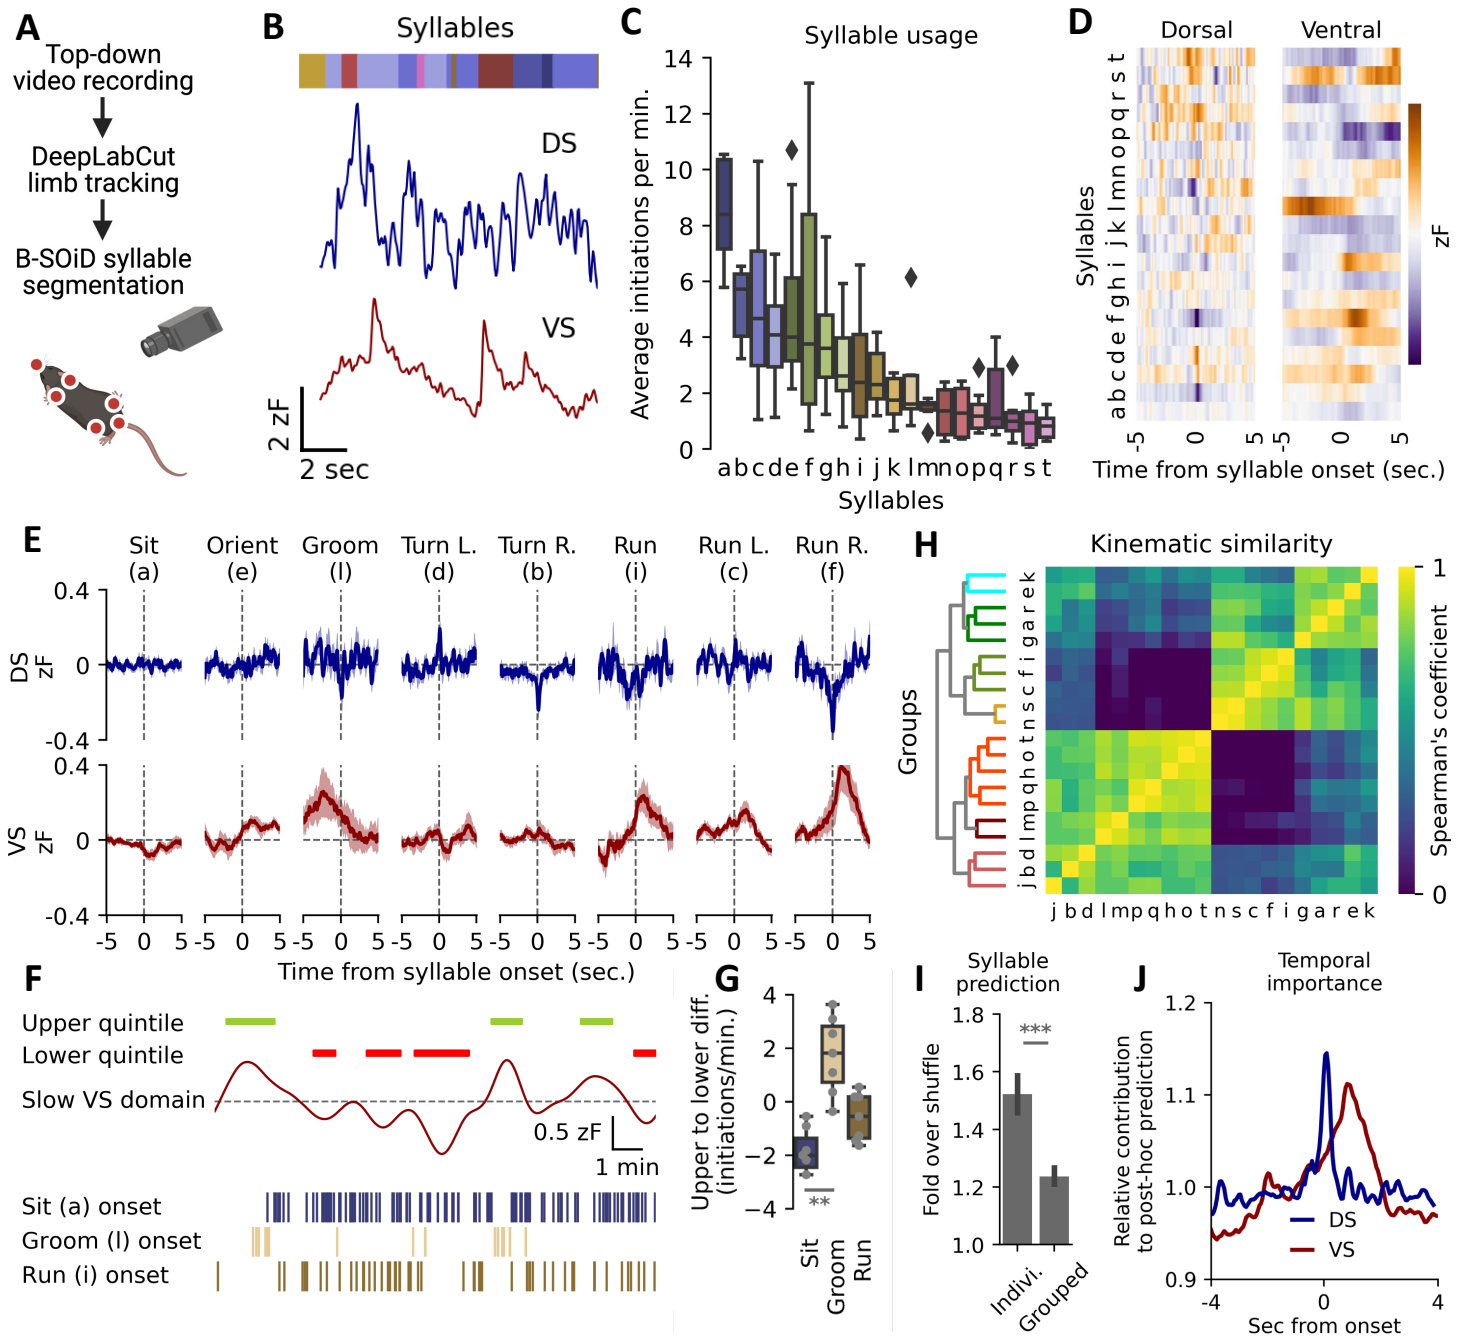 A
Top-down
video recording
DeepLabCut
limb tracking
B-SOiD syllable
segmentation
B
Syllables
DS
VS
2 zF
2 sec
C
Syllable usage
Average initiations per min.
14
12
10
8
6
4
2
0
a b c d e f g h i j k l m n o p q r s t
Syllables
D
Dorsal
Ventral
Syllables
a b c d e f g h i j k l m n o p q r s t
-5 0 5
-5 0 5
Time from syllable onset (sec.)
zF
E
Sit
(a)
Orient
(e)
Groom
(l)
Turn L.
(d)
Turn R.
(b)
Run
(i)
Run L.
(c)
Run R.
(f)
DS
zF
0.4
0
-0.4
VS
zF
0.4
0
-0.4
-5 0 5 -5 0 5 -5 0 5 -5 0 5 -5 0 5 -5 0 5 -5 0 5 -5 0 5
Time from syllable onset (sec.)
F
Upper quintile
Lower quintile
Slow VS domain
0.5 zF
1 min
Sit (a) onset
Groom (l) onset
Run (i) onset
G
Upper to lower diff.
(initiations/min.)
4
2
0
−2
−4
**
Sit
Groom
Run
H
Kinematic similarity
Groups
j b d l m p q h o t n s c f i g a r e k
j b d l m p q h o t n s c f i g a r e k
1
0
Spearman's coefficient
I
Syllable
prediction
Fold over shuffle
1.8
1.6
1.4
1.2
1.0
***
Indivi.
Grouped
J
Temporal
importance
Relative contribution
to post-hoc prediction
1.2
1.1
1.0
0.9
DS
VS
-4 0 4
Sec from onset